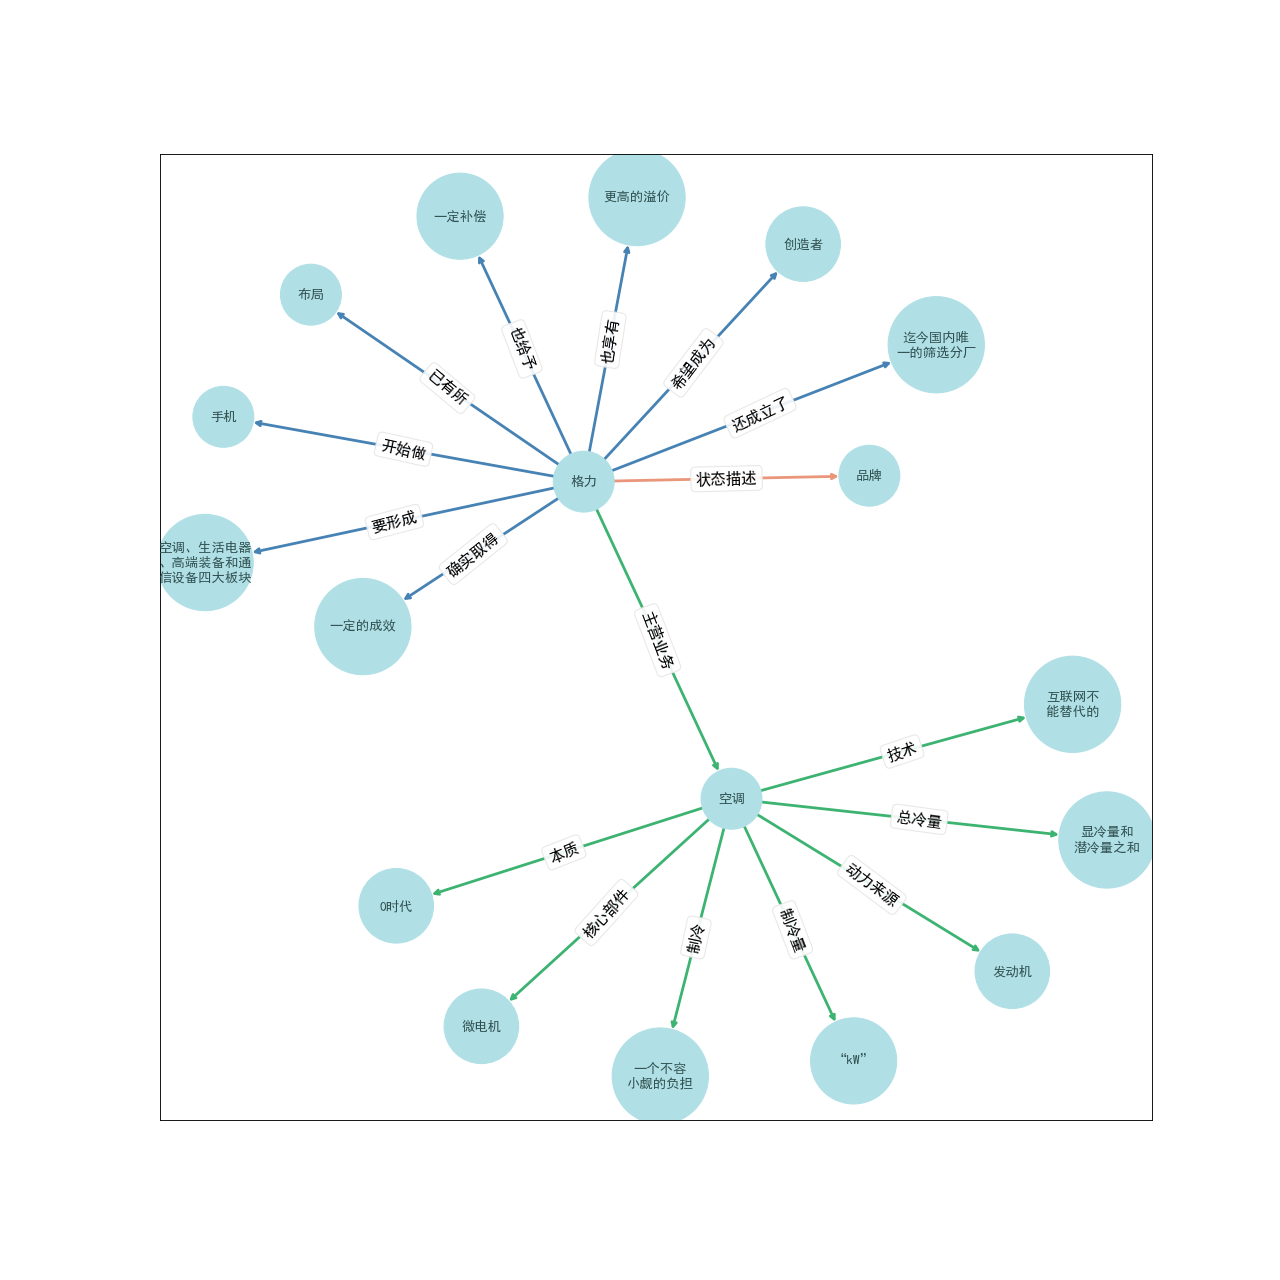 更高的溢价
一定补偿
创造者
布局
迄今国内唯
一的筛选分厂
也给予
也享有
希望成为
已有所
手机
还成立了
开始做
格力
状态描述
品牌
要形成
空调、生活电器
、高端装备和通
信设备四大板块
确实取得
一定的成效
主营业务
互联网不
能替代的
技术
空调
总冷量
显冷量和
潜冷量之和
本质
动力来源
0时代
核心部件
制冷
制冷量
发动机
微电机
一个不容
小觑的负担
“kW”